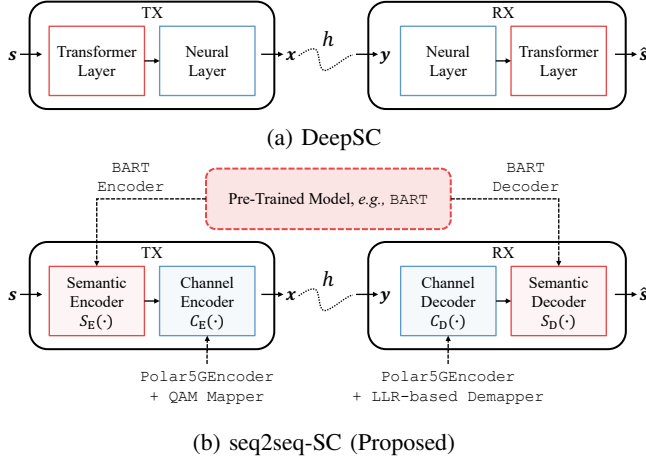 TX
RX
s
Transformer Layer
Neural Layer
x
h
y
Neural Layer
Transformer Layer
ŝ
(a) DeepSC
BART
Encoder
Pre-Trained Model, e.g., BART
BART
Decoder
TX
RX
s
Semantic
Encoder
S_E(·)
Channel
Encoder
C_E(·)
x
h
y
Channel
Decoder
C_D(·)
Semantic
Decoder
S_D(·)
ŝ
Polar5GEncoder
+ QAM Mapper
Polar5GEncoder
+ LLR-based Demapper
(b) seq2seq-SC (Proposed)